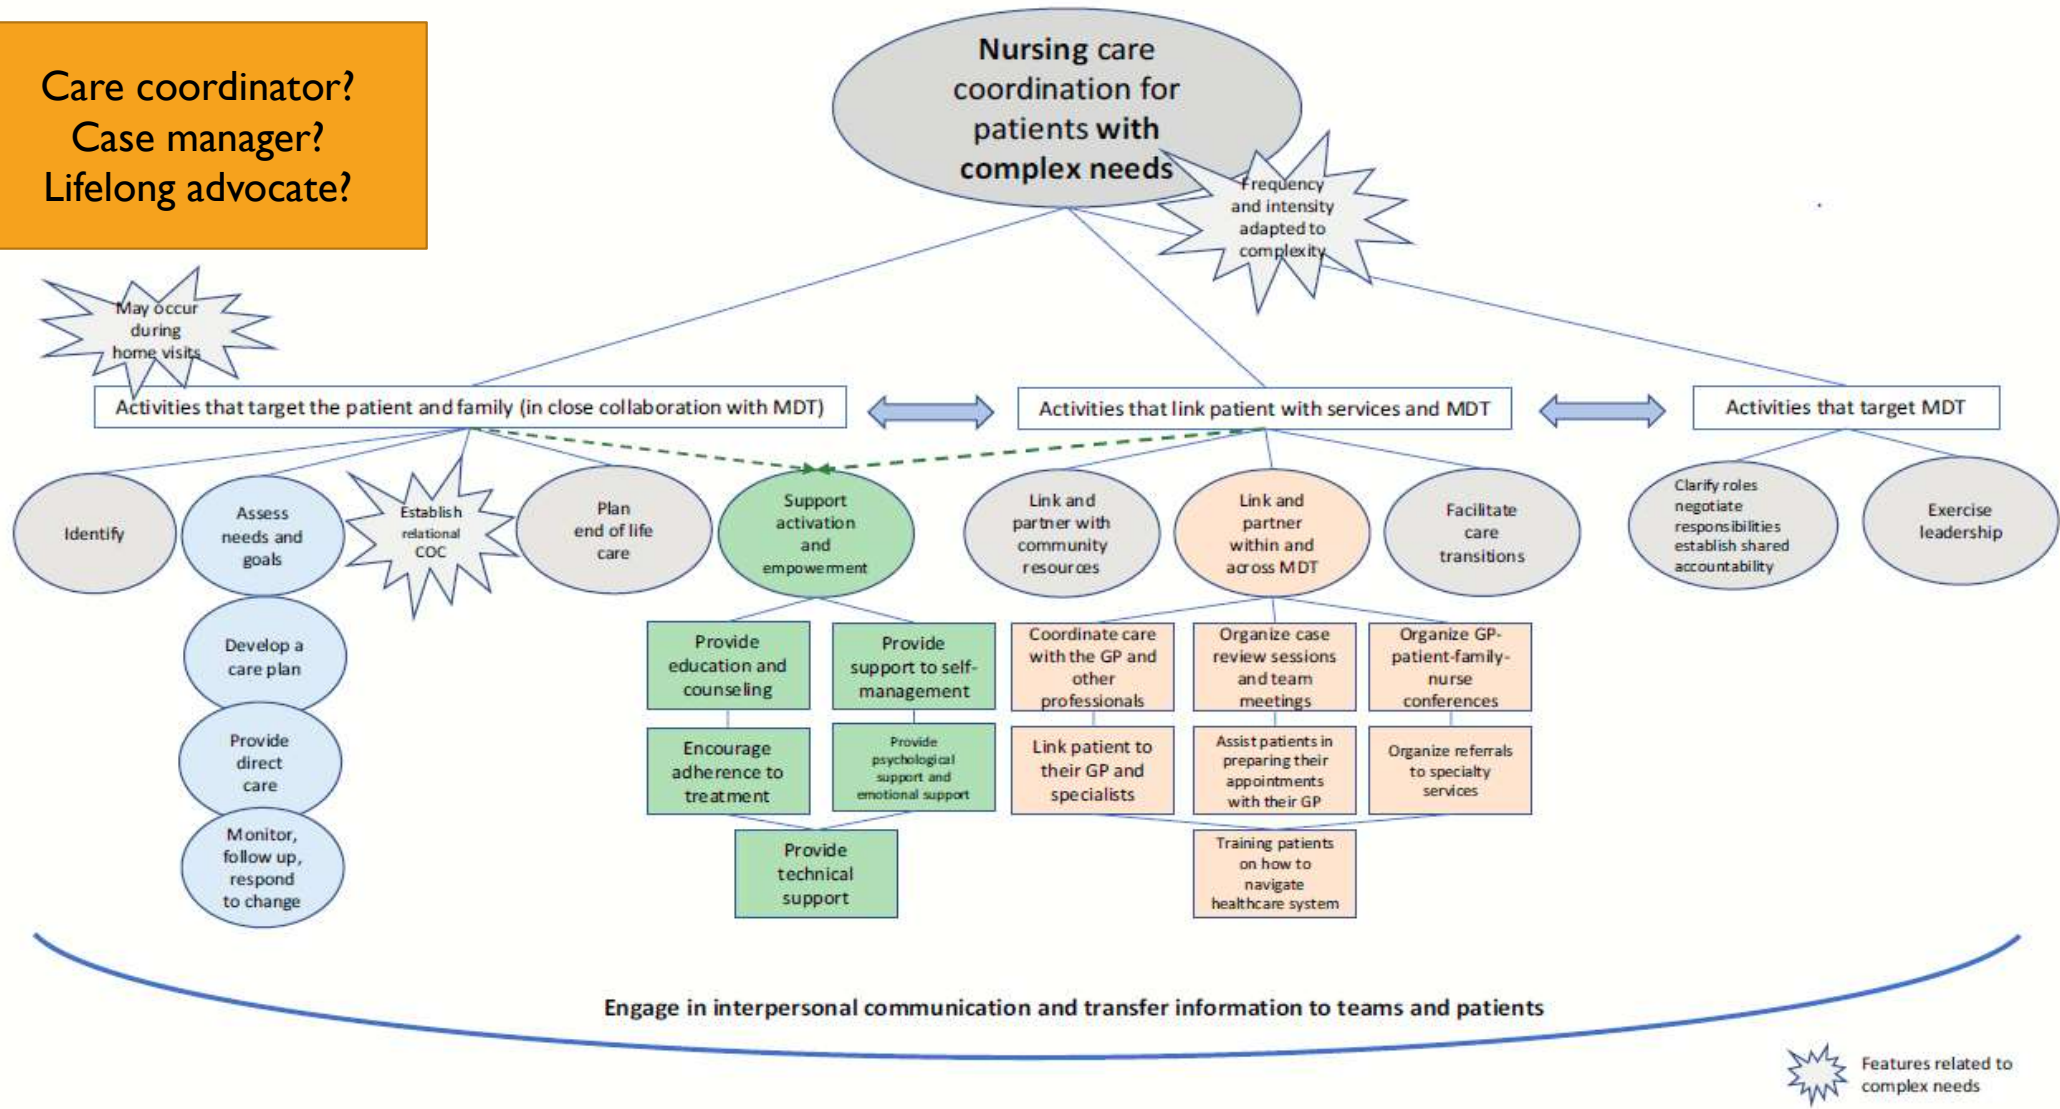 Care coordinator?
Case manager?
Lifelong advocate?
Nursing care
coordination for
patients with
complex needs
Frequency
and intensity
adapted to
complexity
May occur
during
home visits
Activities that target the patient and family (in close collaboration with MDT)
Activities that link patient with services and MDT
Activities that target MDT
Identify
Assess
needs and
goals
Establish
relational
COC
Plan
end of life
care
Support
activation
and
empowerment
Link and
partner with
community
resources
Link and
partner
within and
across MDT
Facilitate
care
transitions
Clarify roles
negotiate
responsibilities
establish shared
accountability
Exercise
leadership
Develop a
care plan
Provide
direct
care
Monitor,
follow up,
respond
to change
Provide
education and
counseling
Provide
support to self-
management
Encourage
adherence to
treatment
Provide
psychological
support and
emotional support
Provide
technical
support
Coordinate care
with the GP and
other
professionals
Organize case
review sessions
and team
meetings
Organize GP-
patient-family-
nurse
conferences
Link patient to
their GP and
specialists
Assist patients in
preparing their
appointments
with their GP
Organize referrals
to specialty
services
Training patients
on how to
navigate
healthcare system
Engage in interpersonal communication and transfer information to teams and patients
Features related to
complex needs